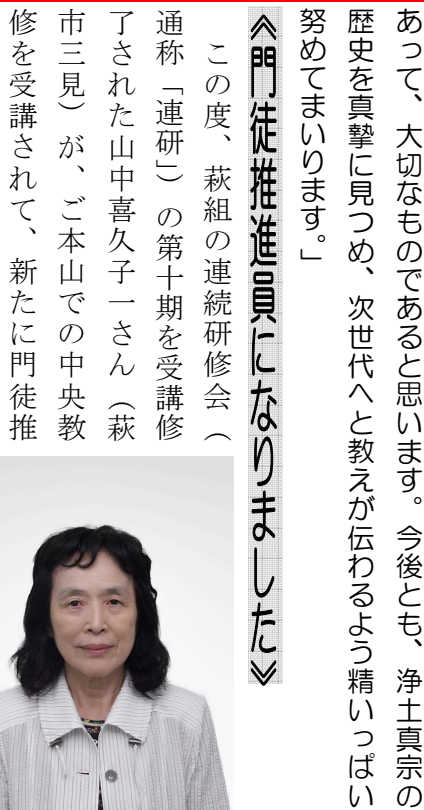 あって、大切なものであると思います。今後とも、浄土真宗の
歴史を真摯に見つめ、次世代へと教えが伝わるよう精いっぱい
努めてまいります。」
≪門徒推進員になりました≫
この度、萩組の連続研修会（
通称「連研」）の第十期を受講修
了された山中喜久子一さん（萩
市三見）が、ご本山での中央教
修を受講されて、新たに門徒推